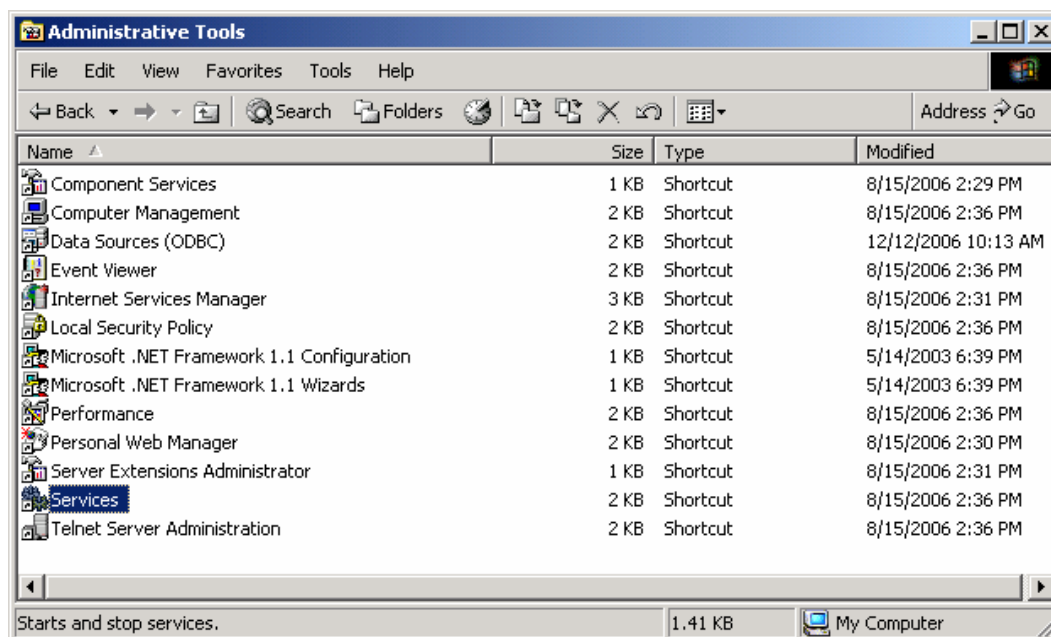 Administrative Tools
File Edit View Favorites Tools Help
Back Search Folders Address Go
Name Size Type Modified
Component Services 1 KB Shortcut 8/15/2006 2:29 PM
Computer Management 2 KB Shortcut 8/15/2006 2:36 PM
Data Sources (ODBC) 2 KB Shortcut 12/12/2006 10:13 AM
Event Viewer 2 KB Shortcut 8/15/2006 2:36 PM
Internet Services Manager 3 KB Shortcut 8/15/2006 2:31 PM
Local Security Policy 2 KB Shortcut 8/15/2006 2:36 PM
Microsoft .NET Framework 1.1 Configuration 1 KB Shortcut 5/14/2003 6:39 PM
Microsoft .NET Framework 1.1 Wizards 1 KB Shortcut 5/14/2003 6:39 PM
Performance 2 KB Shortcut 8/15/2006 2:36 PM
Personal Web Manager 2 KB Shortcut 8/15/2006 2:30 PM
Server Extensions Administrator 1 KB Shortcut 8/15/2006 2:31 PM
Services 2 KB Shortcut 8/15/2006 2:36 PM
Telnet Server Administration 2 KB Shortcut 8/15/2006 2:36 PM
Starts and stop services. 1.41 KB My Computer